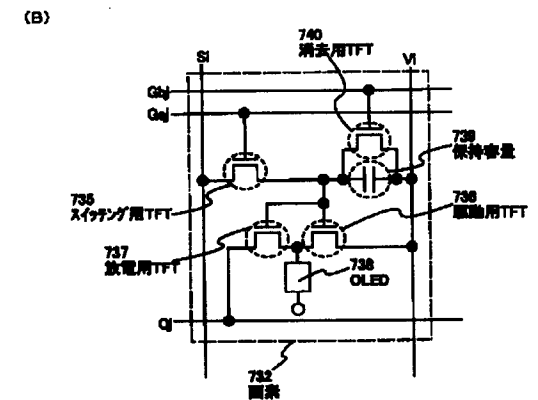 (B)
740
消去用TFT
Si
Vi
Gbj
Gaj
739
保持容量
735
スイッチング用TFT
736
駆動用TFT
737
放電用TFT
738
OLED
Qj
732
画素